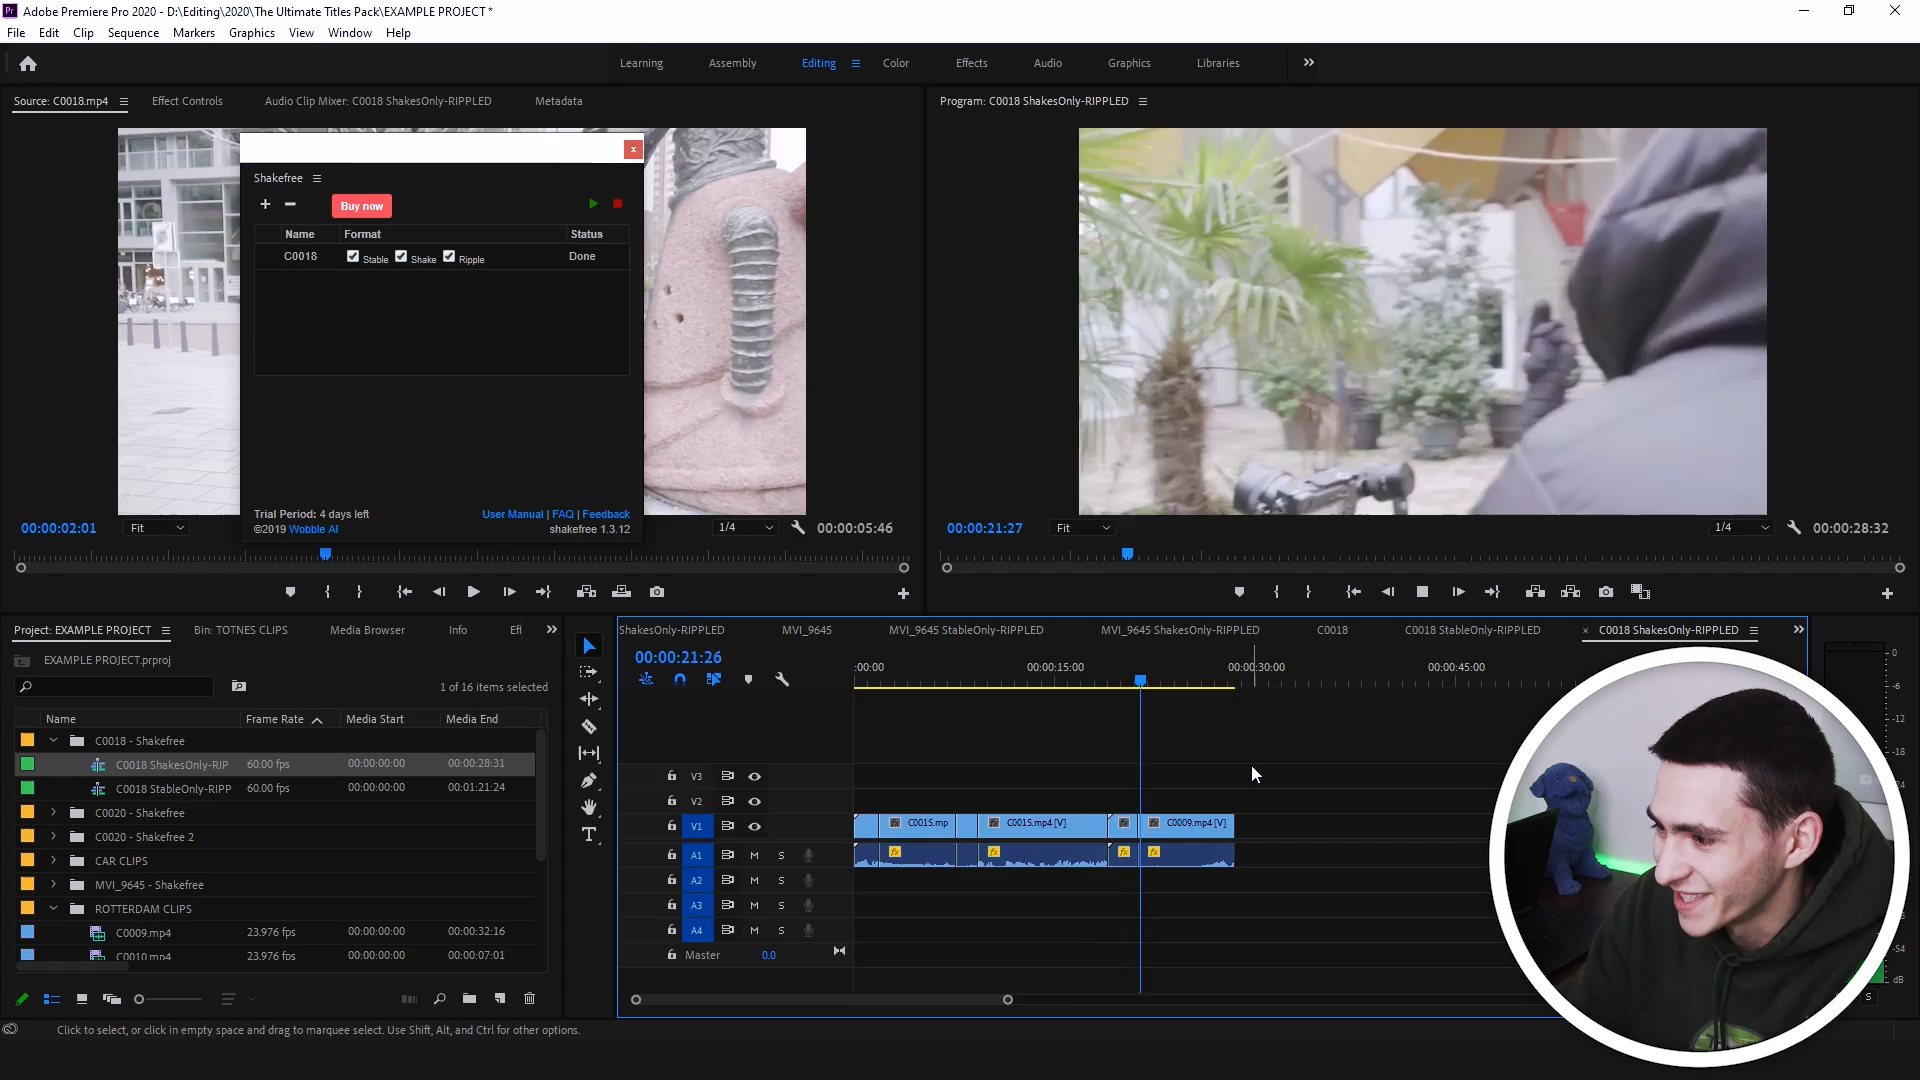 Adobe Premiere Pro 2020 - D:\Editing\2020\The Ultimate Titles Pack\EXAMPLE PROJECT *
File Edit Clip Sequence Markers Graphics View Window Help
Learning Assembly Editing Color Effects Audio Graphics Libraries
Source: C0018.mp4 Effect Controls Audio Clip Mixer: C0018 ShakesOnly-RIPPLED Metadata
Program: C0018 ShakesOnly-RIPPLED
Shakefree
Buy now
Name Format Status
C0018 Stable Shake Ripple Done
Trial Period: 4 days left User Manual | FAQ | Feedback
©2019 Wobble AI shakefree 1.3.12
00:00:02:01 Fit 1/4 00:00:05:46
00:00:21:27 Fit 1/4 00:00:28:32
Project: EXAMPLE PROJECT Bin: TOTNES CLIPS Media Browser Info Ef
EXAMPLE PROJECT.prproj
1 of 16 items selected
Name Frame Rate Media Start Media End
C0018 - Shakefree
C0018 ShakesOnly-RIP 60.00 fps 00:00:00:00 00:00:28:31
C0018 StableOnly-RIPP 60.00 fps 00:00:00:00 00:01:21:24
C0020 - Shakefree
C0020 - Shakefree 2
CAR CLIPS
MVI_9645 - Shakefree
ROTTERDAM CLIPS
C0009.mp4 23.976 fps 00:00:00:00 00:00:32:16
C0010.mp4 23.976 fps 00:00:00:00 00:00:07:01
ShakesOnly-RIPPLED MVI_9645 MVI_9645 StableOnly-RIPPLED MVI_9645 ShakesOnly-RIPPLED C0018 C0018 StableOnly-RIPPLED C0018 ShakesOnly-RIPPLED
00:00:21:26
:00:00 00:00:15:00 00:00:30:00 00:00:45:00
V3
V2
V1 C0015.mp C0015.mp4 [V] C0009.mp4 [V]
A1 M S
A2 M S
A3 M S
A4 M S
Master 0.0
0
-6
-12
-18
-54
dB
S
Click to select, or click in empty space and drag to marquee select. Use Shift, Alt, and Ctrl for other options.